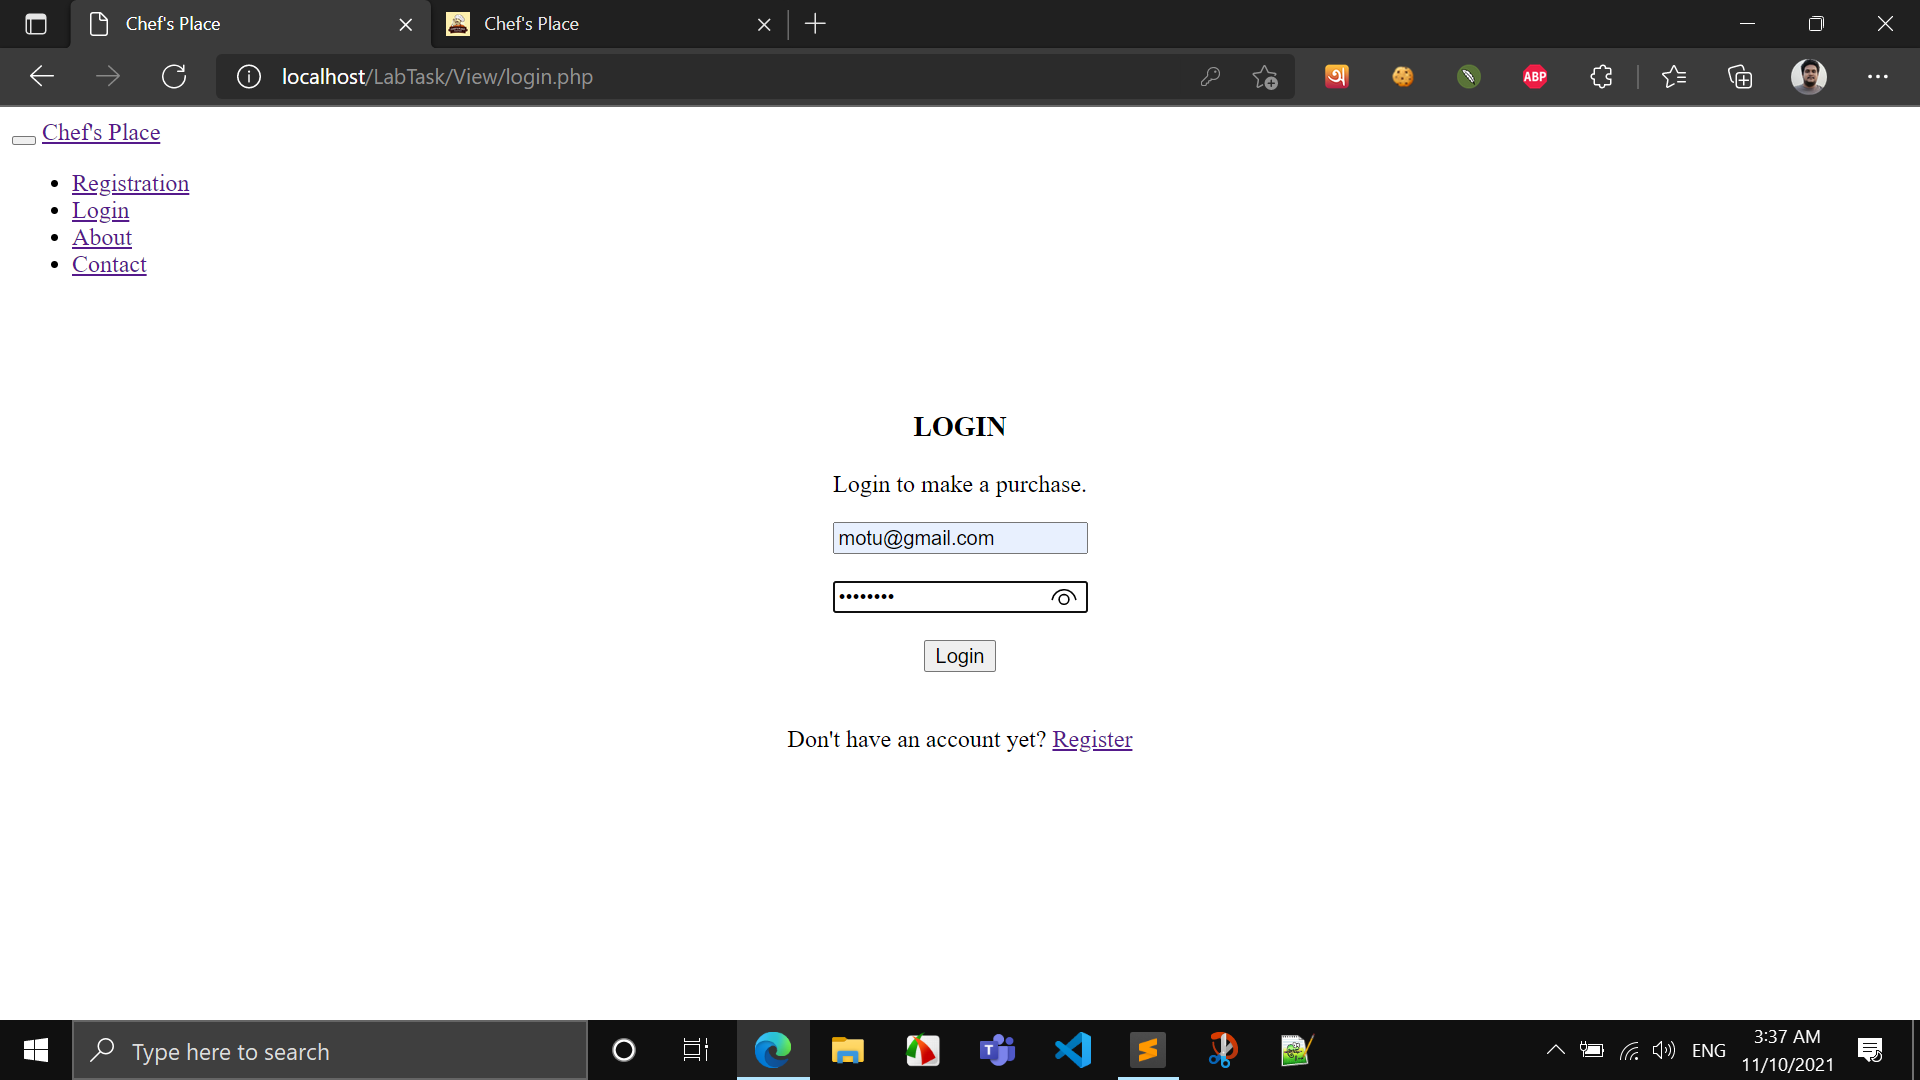 Chef's Place
Chef's Place
localhost/LabTask/View/login.php
অ
ABP
Chef's Place
Registration
Login
About
Contact
LOGIN
Login to make a purchase.
motu@gmail.com
••••••••
Login
Don't have an account yet? Register
Type here to search
ENG
3:37 AM
11/10/2021